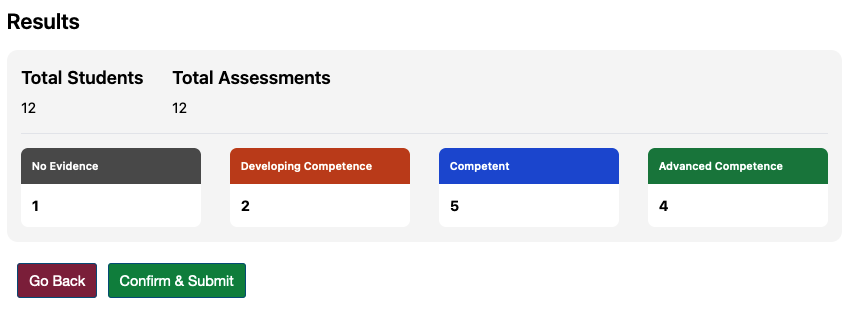 Results
Total Students Total Assessments
12 12
No Evidence Developing Competence Competent Advanced Competence
1 2 5 4
Go Back Confirm & Submit